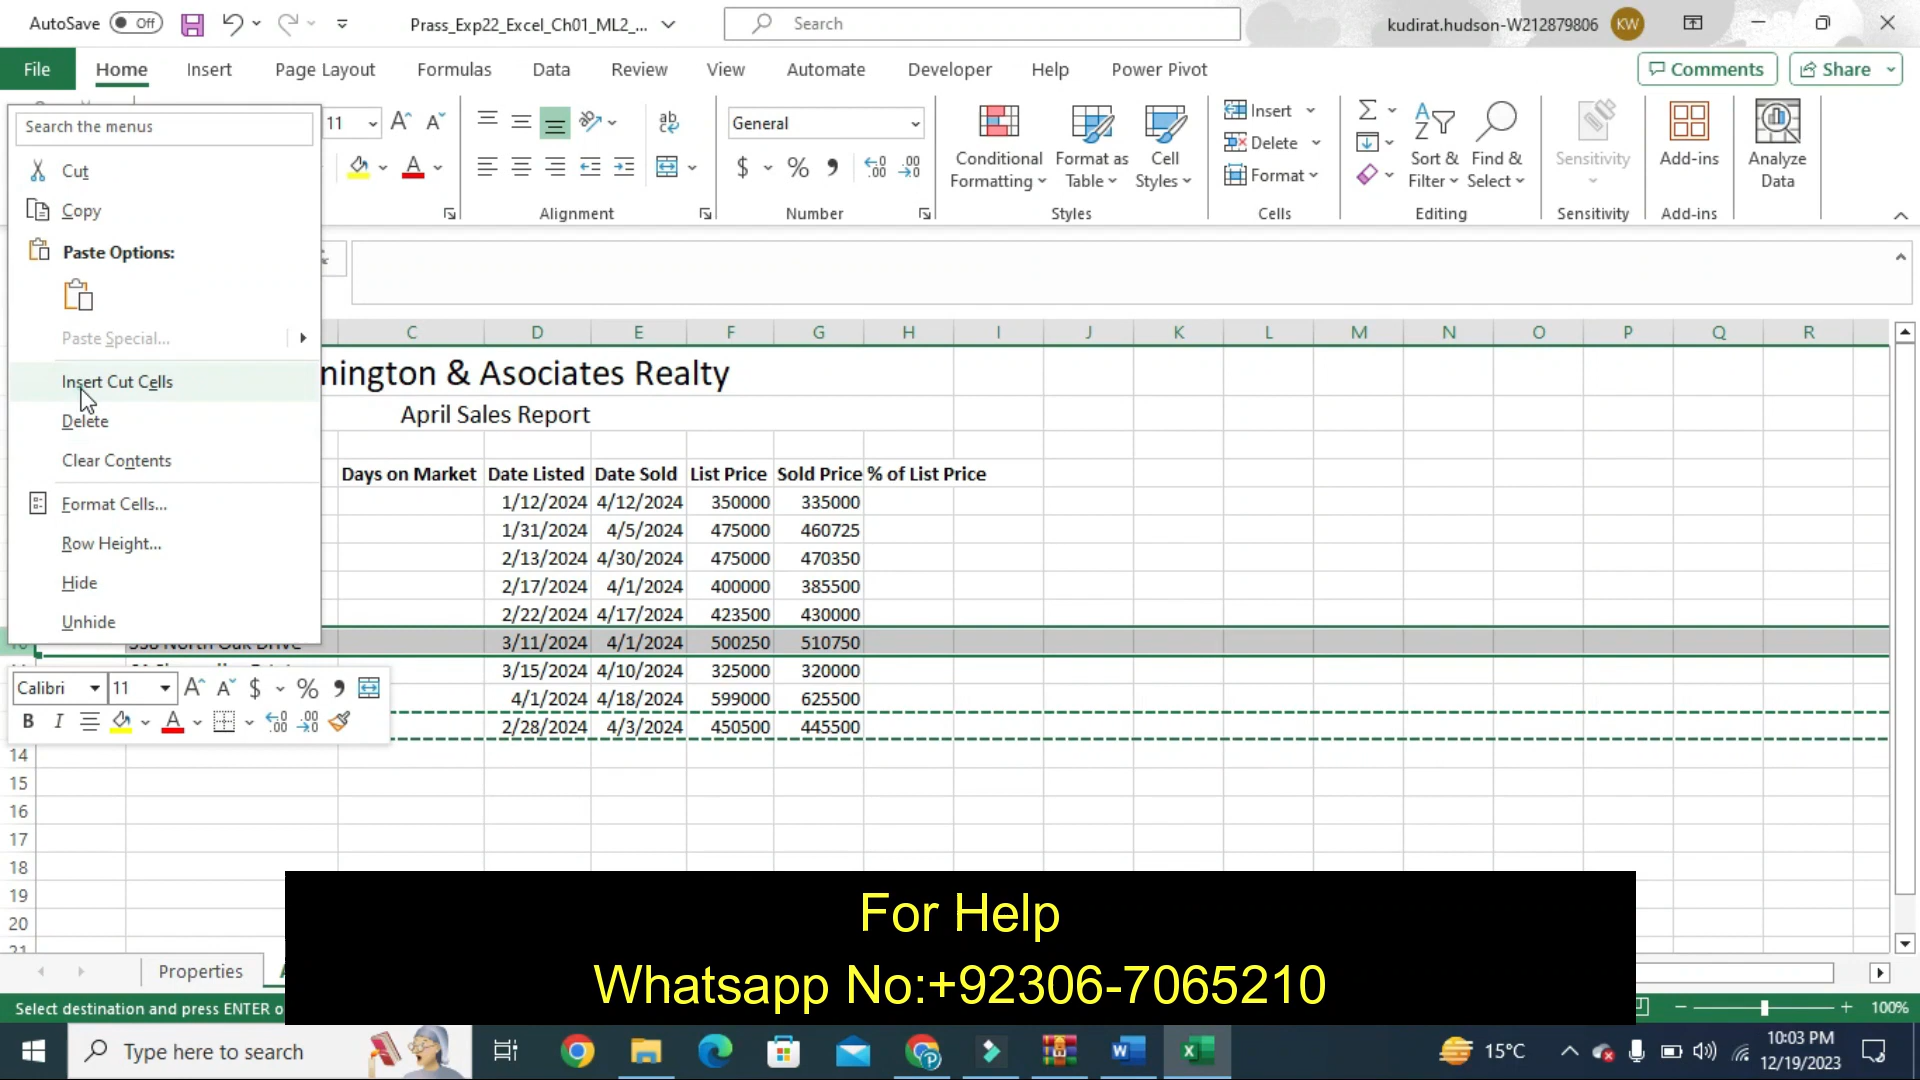 AutoSave Off Prass_Exp22_Excel_Ch01_ML2_... Search kudirat.hudson-W212879806 KW
File Home Insert Page Layout Formulas Data Review View Automate Developer Help Power Pivot Comments Share
Search the menus
Cut
Copy
Paste Options:
Paste Special...
Insert Cut Cells
Delete
Clear Contents
Format Cells...
Row Height...
Hide
Unhide
11 General Insert
Conditional Formatting Format as Table Cell Styles Delete Format Sort & Filter Find & Select Sensitivity Add-ins Analyze Data
Alignment Number Styles Cells Editing Sensitivity Add-ins
C D E F G H I J K L M N O P Q R
nington & Asociates Realty
April Sales Report
Days on Market Date Listed Date Sold List Price Sold Price % of List Price
1/12/2024 4/12/2024 350000 335000
1/31/2024 4/5/2024 475000 460725
2/13/2024 4/30/2024 475000 470350
2/17/2024 4/1/2024 400000 385500
2/22/2024 4/17/2024 423500 430000
3/11/2024 4/1/2024 500250 510750
3/15/2024 4/10/2024 325000 320000
4/1/2024 4/18/2024 599000 625500
2/28/2024 4/3/2024 450500 445500
Calibri 11
B I
14
15
16
17
18
19
20
21
For Help
Whatsapp No:+92306-7065210
Properties
Select destination and press ENTER o
100%
Type here to search
15°C
10:03 PM
12/19/2023